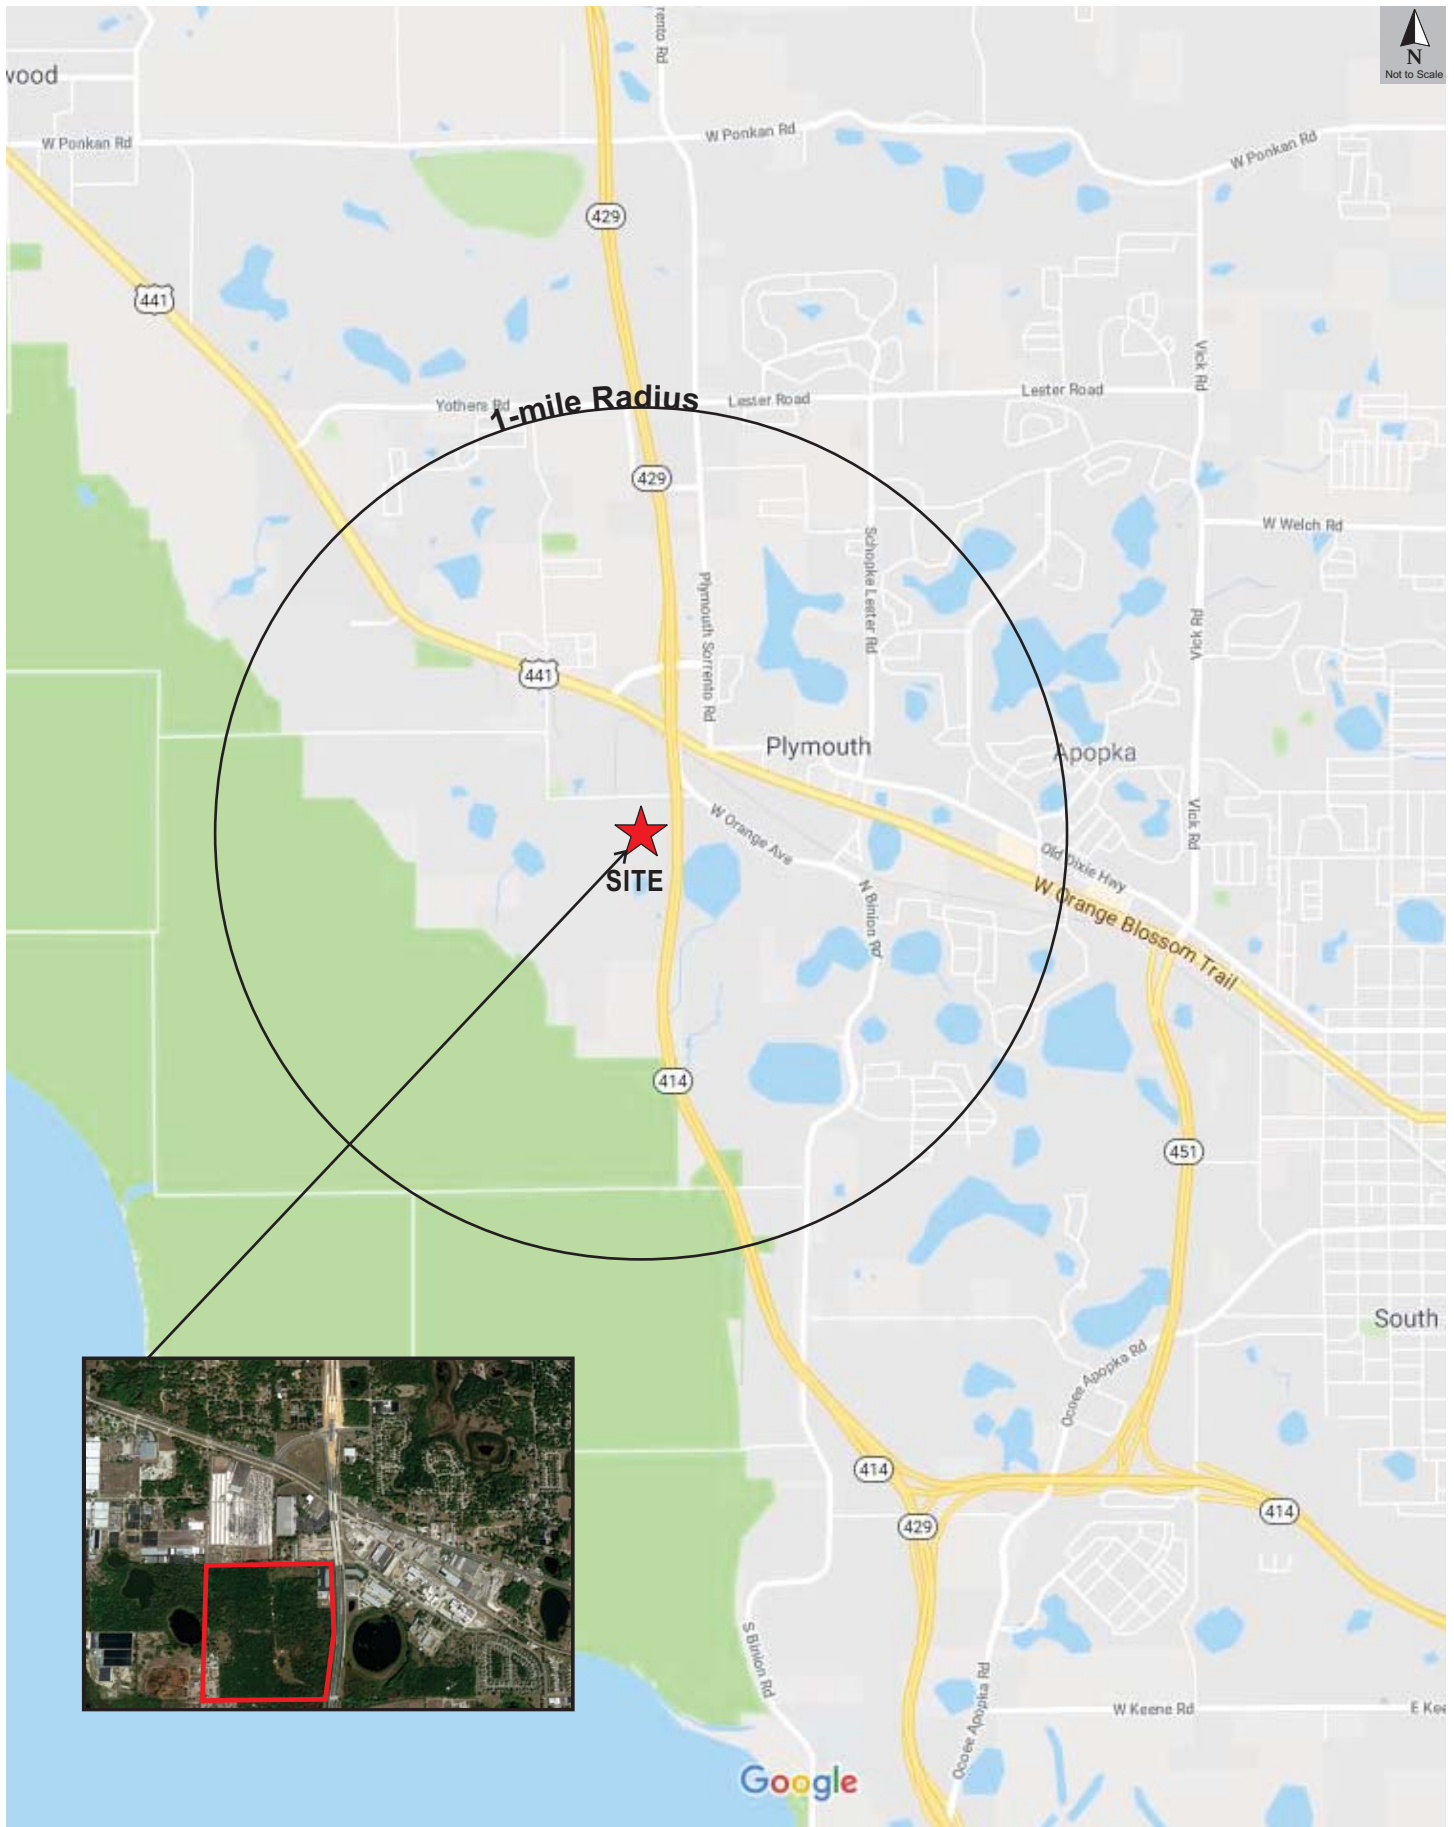 N
Not to Scale
rento Rd
wood
W Ponkan Rd
W Ponkan Rd
W Ponkan Rd
429
441
Vick Rd
Yothers Rd
1-mile Radius
Lester Road
Lester Road
429
W Welch Rd
Schopke Lester Rd
Plymouth Sorrento Rd
Vick Rd
441
Plymouth
Apopka
Vick Rd
W Orange Ave
Old Dixie Hwy
SITE
N Binion Rd
W Orange Blossom Trail
414
451
South
Ocoee Apopka Rd
414
429
414
S Binion Rd
Ocoee Apopka Rd
W Keene Rd
E Kee
Google